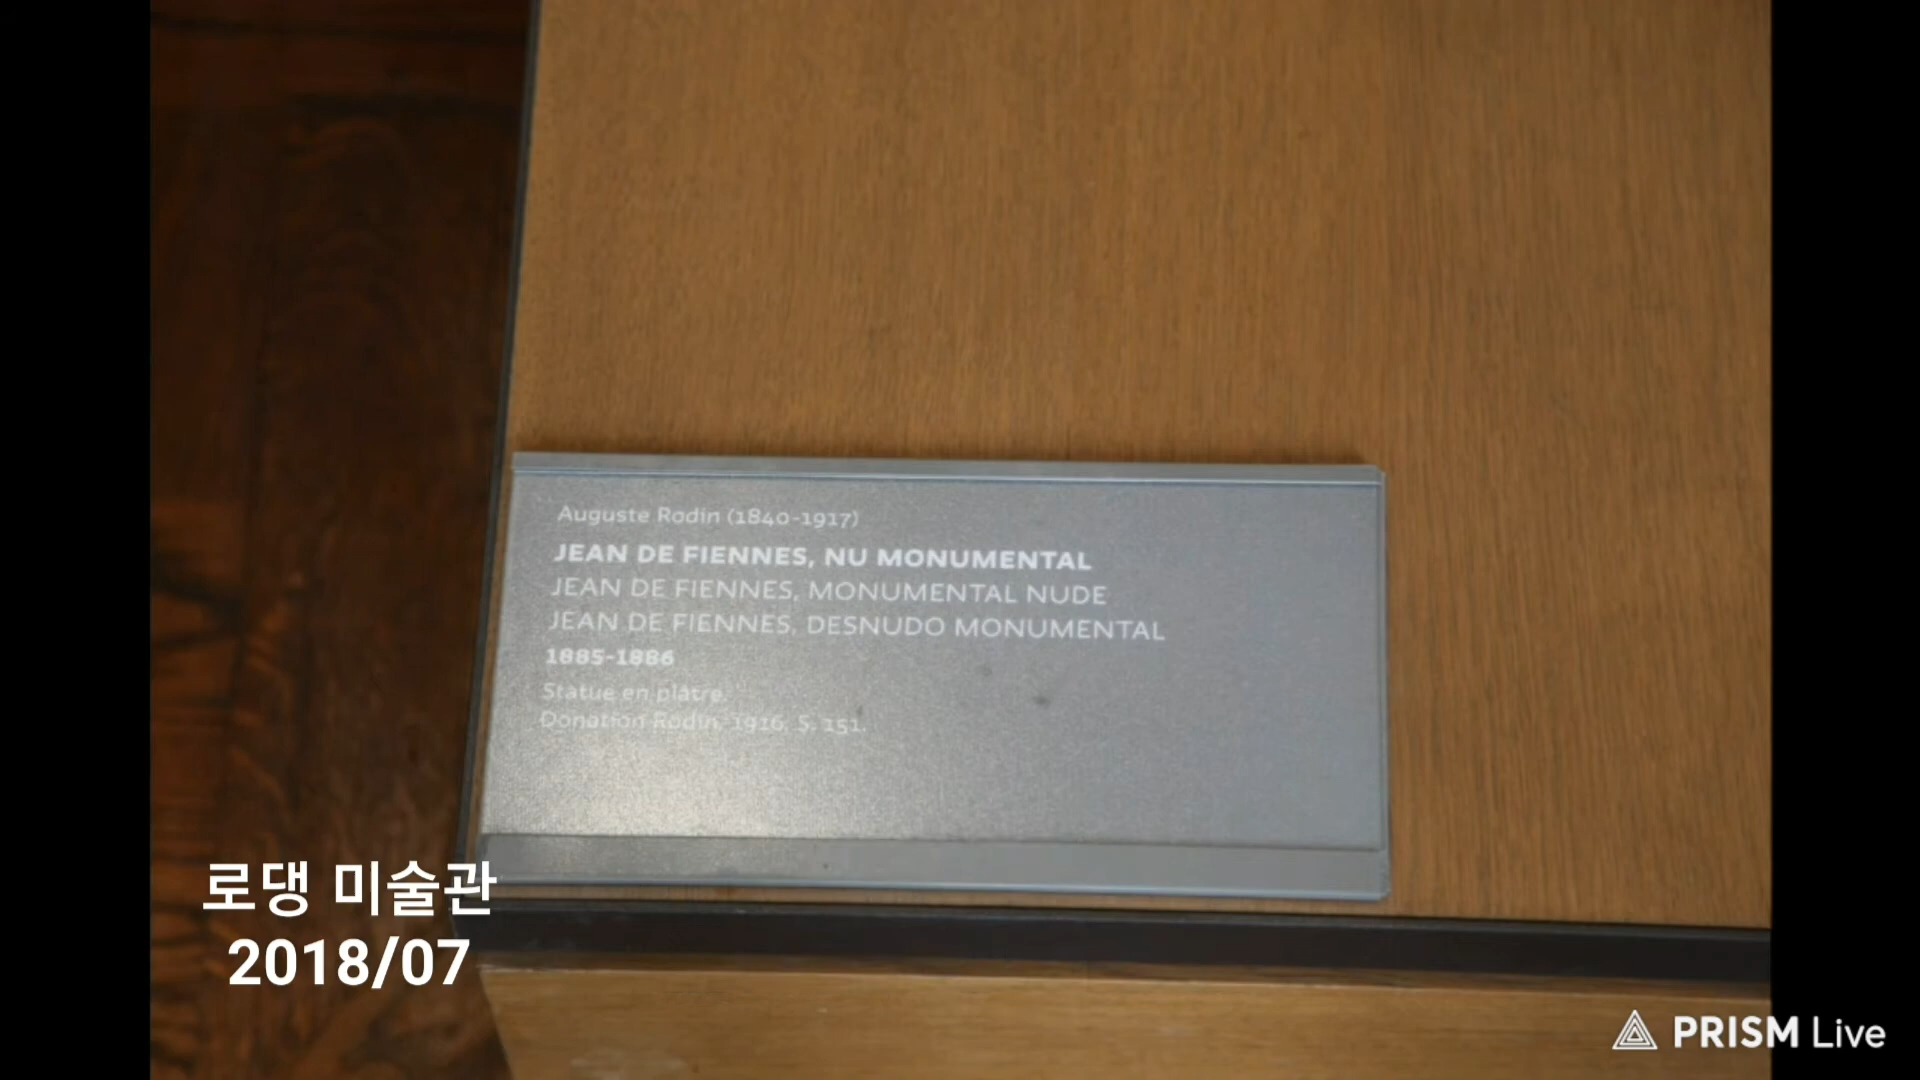 Auguste Rodin (1840-1917)
JEAN DE FIENNES, NU MONUMENTAL
JEAN DE FIENNES, MONUMENTAL NUDE
JEAN DE FIENNES, DESNUDO MONUMENTAL
1885-1886
Statue en plâtre.
Donation Rodin, 1916, S. 151.
로댕 미술관
2018/07
PRISM Live